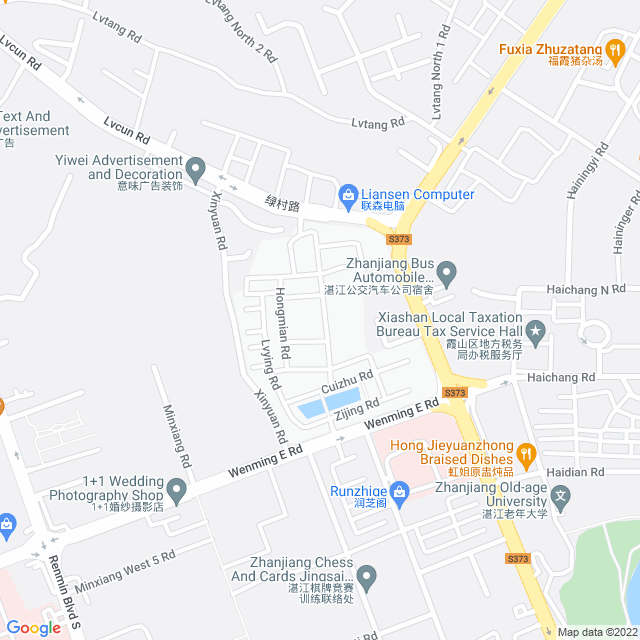 Lvtang Rd
Lvtang North 2 Rd
Lvtang North 1 Rd
Fuxia Zhuzatang
福霞猪杂汤
Lvcun Rd
Text And
vertisement
广告
Lvcun Rd
Lvtang Rd
Hainingyi Rd
Haininger Rd
Yiwei Advertisement
and Decoration
意味广告装饰
Xinyuan Rd
绿村路
Liansen Computer
联森电脑
S373
Zhanjiang Bus
Automobile...
湛江公交汽车公司宿舍
Haichang N Rd
Hongmian Rd
Lvying Rd
Xiashan Local Taxation
Bureau Tax Service Hall
霞山区地方税务
局办税服务厅
Cuizhu Rd
Haichang Rd
S373
Xinyuan Rd
Zijing Rd
Wenming E Rd
Minxiang Rd
Wenming E Rd
Hong Jieyuanzhong
Braised Dishes
虹姐原盅炖品
Haidian Rd
1+1 Wedding
Photography Shop
1+1婚纱摄影店
Runzhige
润芝阁
Zhanjiang Old-age
University
湛江老年大学
Renmin Blvd S
Minxiang West 5 Rd
Zhanjiang Chess
And Cards Jingsai...
湛江棋牌竞赛
训练联络处
S373
Google
Map data ©2022